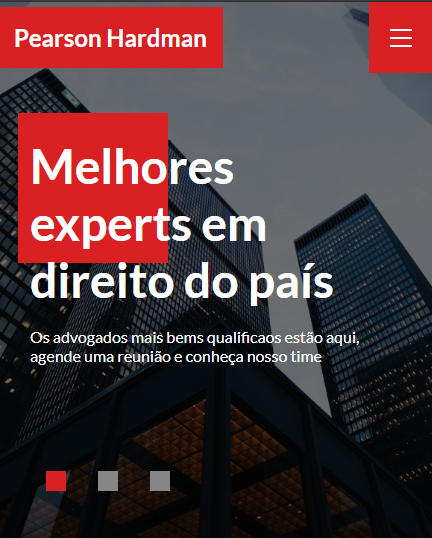 Pearson Hardman
Melhores
experts em
direito do país
Os advogados mais bems qualificaos estão aqui,
agende uma reunião e conheça nosso time